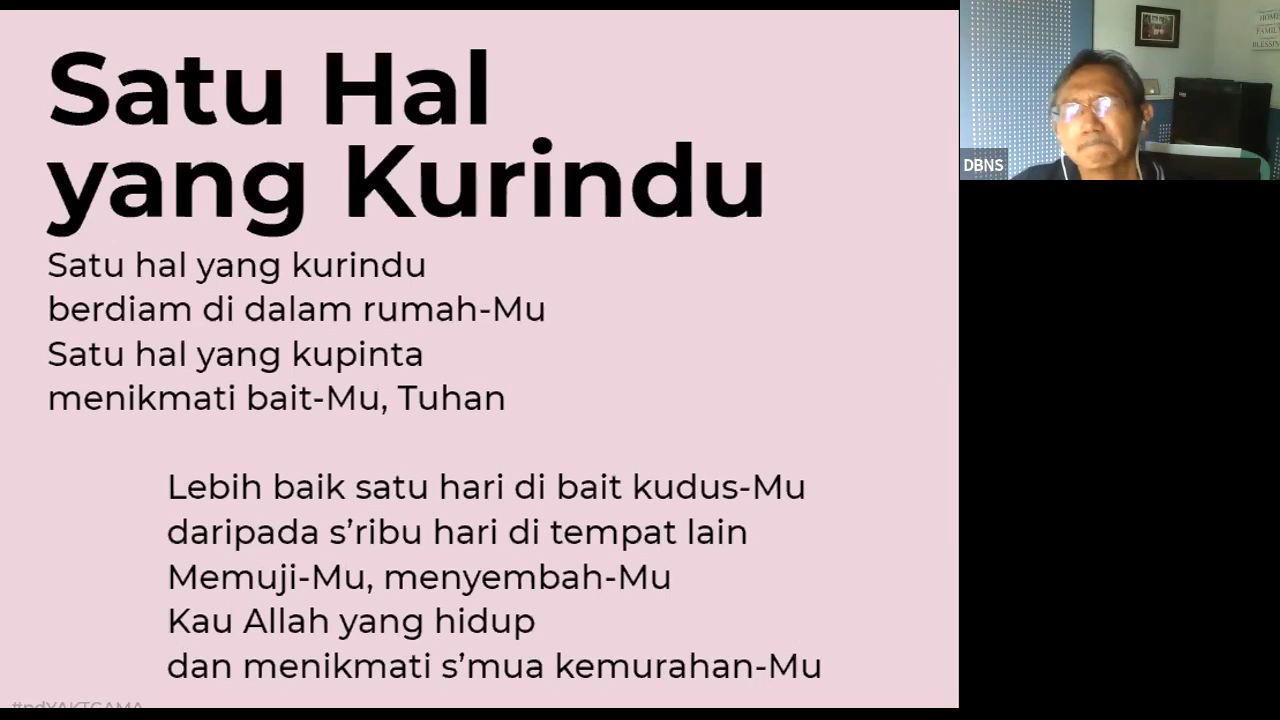 Satu Hal
yang Kurindu
Satu hal yang kurindu
berdiam di dalam rumah-Mu
Satu hal yang kupinta
menikmati bait-Mu, Tuhan
Lebih baik satu hari di bait kudus-Mu
daripada s’ribu hari di tempat lain
Memuji-Mu, menyembah-Mu
Kau Allah yang hidup
dan menikmati s’mua kemurahan-Mu
DBNS